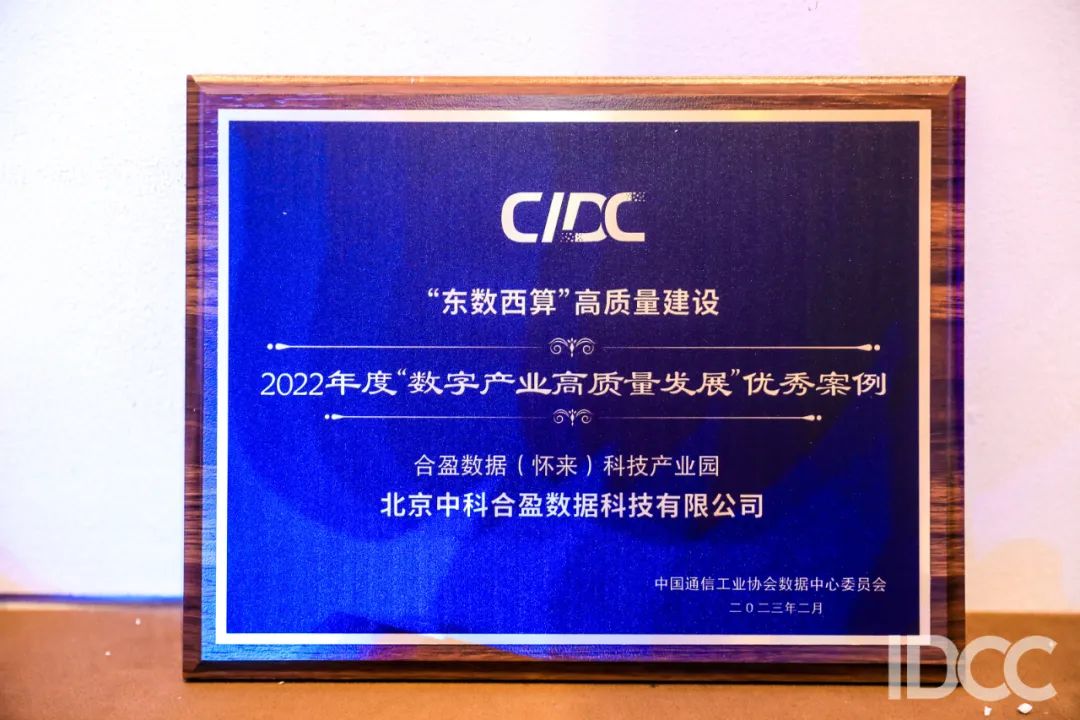 CIDC
“东数西算”高质量建设
2022年度“数字产业高质量发展”优秀案例
合盈数据（怀来）科技产业园
北京中科合盈数据科技有限公司
中国通信工业协会数据中心委员会
二〇二三年二月
IDCC